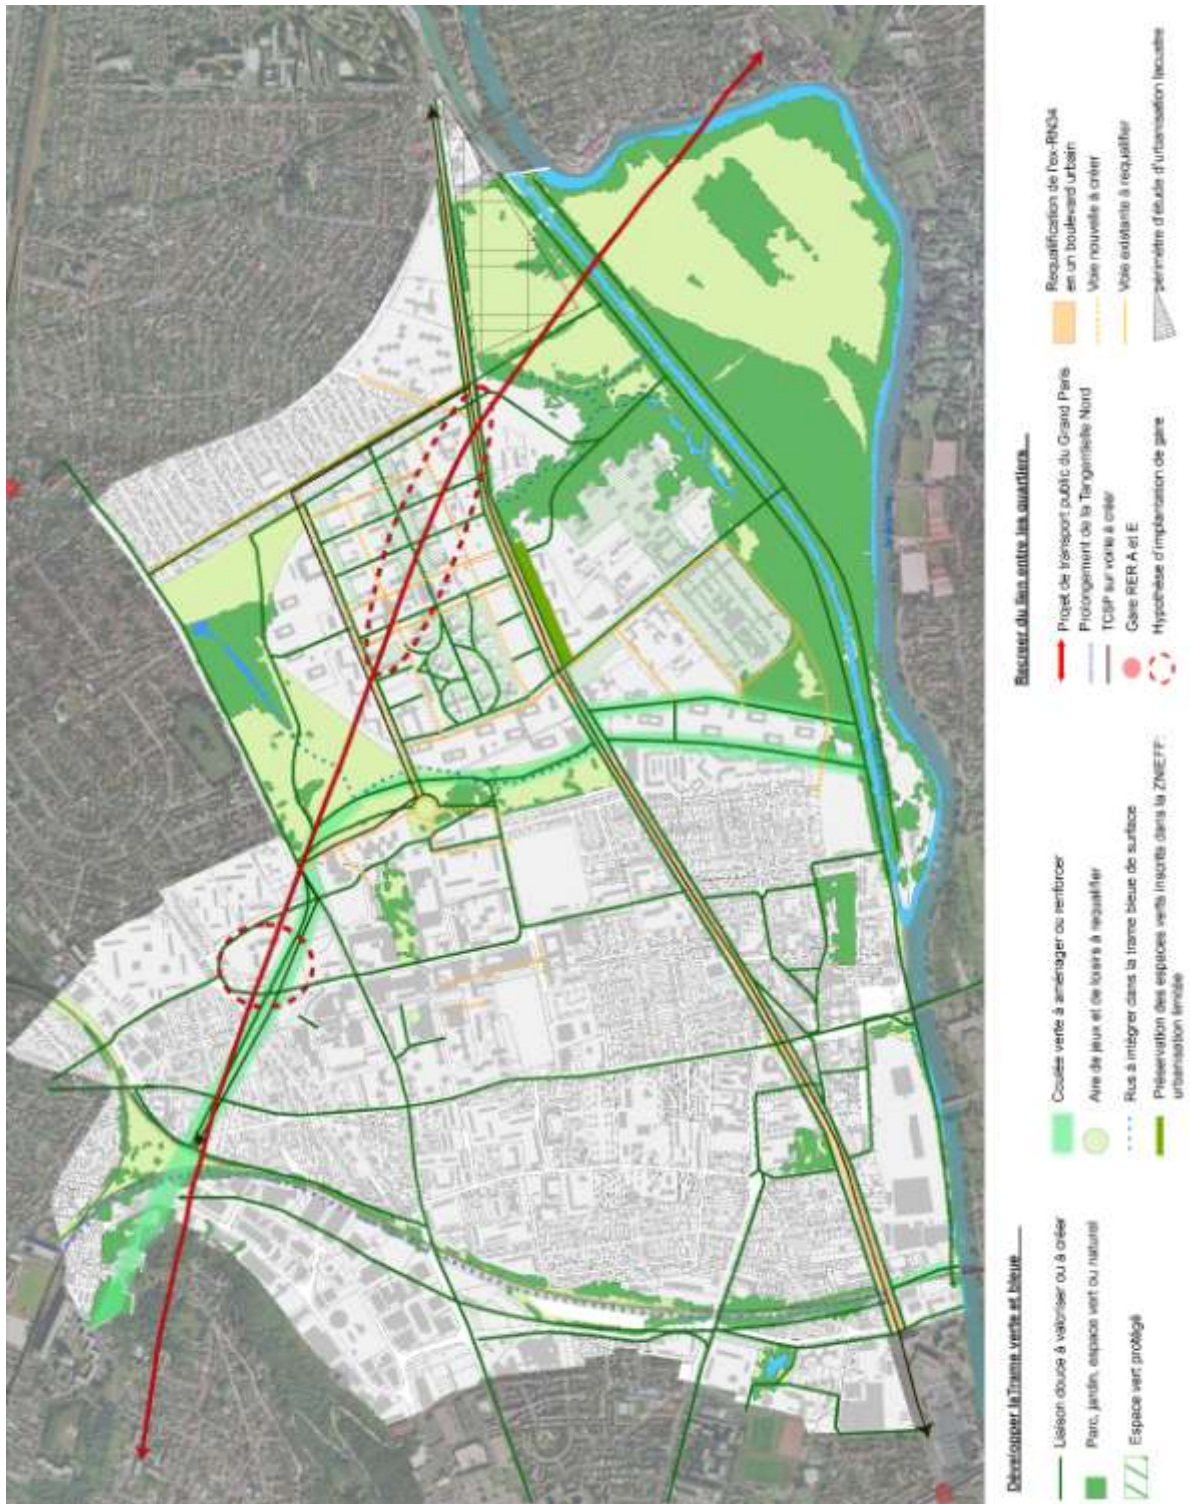 Développer la Trame verte et bleue
Liaison douce à valoriser ou à créer
Parc, jardin, espace vert ou naturel
Espace vert protégé
Coulée verte à aménager ou renforcer
Aire de jeux et de loisirs à requalifier
Rus à intégrer dans la trame bleue de surface
Préservation des espaces verts inscrits dans la ZNIEFF:
urbanisation limitée
Recreer du lien entre les quartiers
Projet de transport public du Grand Paris
Prolongement de la Tangentielle Nord
TCSP sur voirie à créer
Gare RER A et E
Hypothèse d'implantation de gare
Requalification de l'ex-RN34
en un boulevard urbain
Voie nouvelle à créer
Voie existante à requalifier
périmètre d'étude d'urbanisation lacustre